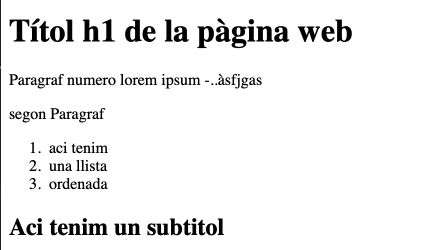 Títol h1 de la pàgina web
Paragraf numero lorem ipsum -..àsfjgas
segon Paragraf
1. aci tenim
2. una llista
3. ordenada
Aci tenim un subtitol